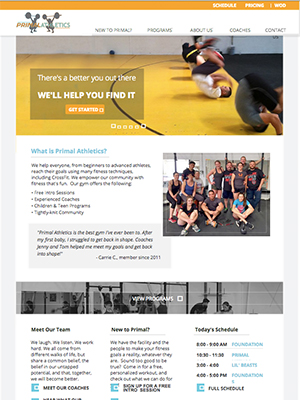 SCHEDULE PRICING | WOD
PRIMALATHLETICS
NEW TO PRIMAL? PROGRAMS ABOUT US COACHES CONTACT
There's a better you out there
WE'LL HELP YOU FIND IT
GET STARTED
What is Primal Athletics?
We help everyone, from beginners to advanced athletes,
reach their goals using many fitness techniques,
including CrossFit. We empower our community with
fitness that's fun. Our gym offers the following:
• Free Intro Sessions
• Experienced Coaches
• Children & Teen Programs
• Tightly-knit Community
"Primal Athletics is the best gym I've ever been to. After
my first baby, I struggled to get back in shape. Coaches
Jenny and Tom helped me meet my goals and get back
into shape!"
- Carrie C., member since 2011
VIEW PROGRAMS
Meet Our Team
We laugh. We listen. We work
hard. We all come from
different walks of life, but
share a common belief, the
belief in our untapped
potential, and that, together,
we will become better.
MEET OUR COACHES
New to Primal?
We have the facility and the
people to make your fitness
goals a reality, whatever they
are. Sound too good to be
true? Come in for a free,
personalized workout, and
check out what we can do for
SIGN UP FOR A FREE
INTRO SESSION
Today's Schedule
8:00 - 9:00 AM FOUNDATION
10:30 - 11:30 PRIMAL
3:00 - 4:00 LIL' BEASTS
4:00 - 5:00 PM FOUNDATION
S
FULL SCHEDULE